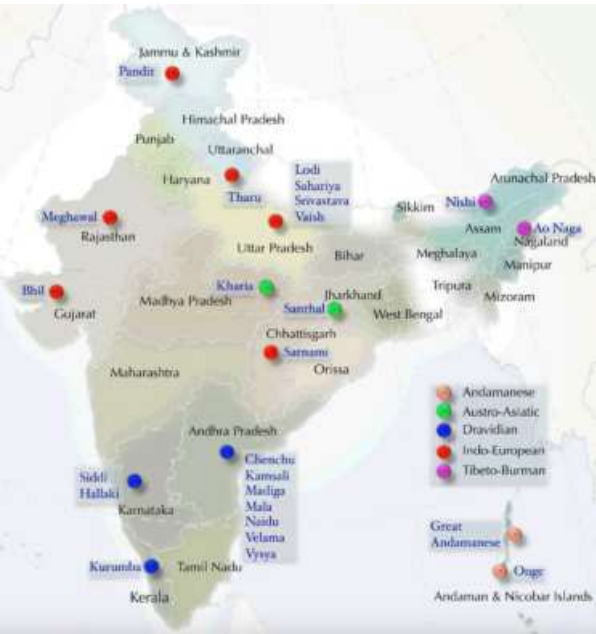 Jammu & Kashmir
Pandit
Himachal Pradesh
Punjab
Uttaranchal
Haryana
Tharu
Lodi
Sahariya
Srivastava
Vaish
Arunachal Pradesh
Sikkim
Nishi
Assam
Ao Naga
Nagaland
Meghawal
Rajasthan
Uttar Pradesh
Bihar
Meghalaya
Manipur
Tripura
Mizoram
Bhil
Gujarat
Kharia
Madhya Pradesh
Jharkhand
Santhal
West Bengal
Chhattisgarh
Satnami
Orissa
Maharashtra
Andamanese
Austro-Asiatic
Dravidian
Indo-European
Tibeto-Burman
Andhra Pradesh
Chenchu
Kamsali
Madiga
Mala
Naidu
Velama
Vysya
Siddi
Hallaki
Karnataka
Kurumba
Tamil Nadu
Kerala
Great
Andamanese
Onge
Andaman & Nicobar Islands